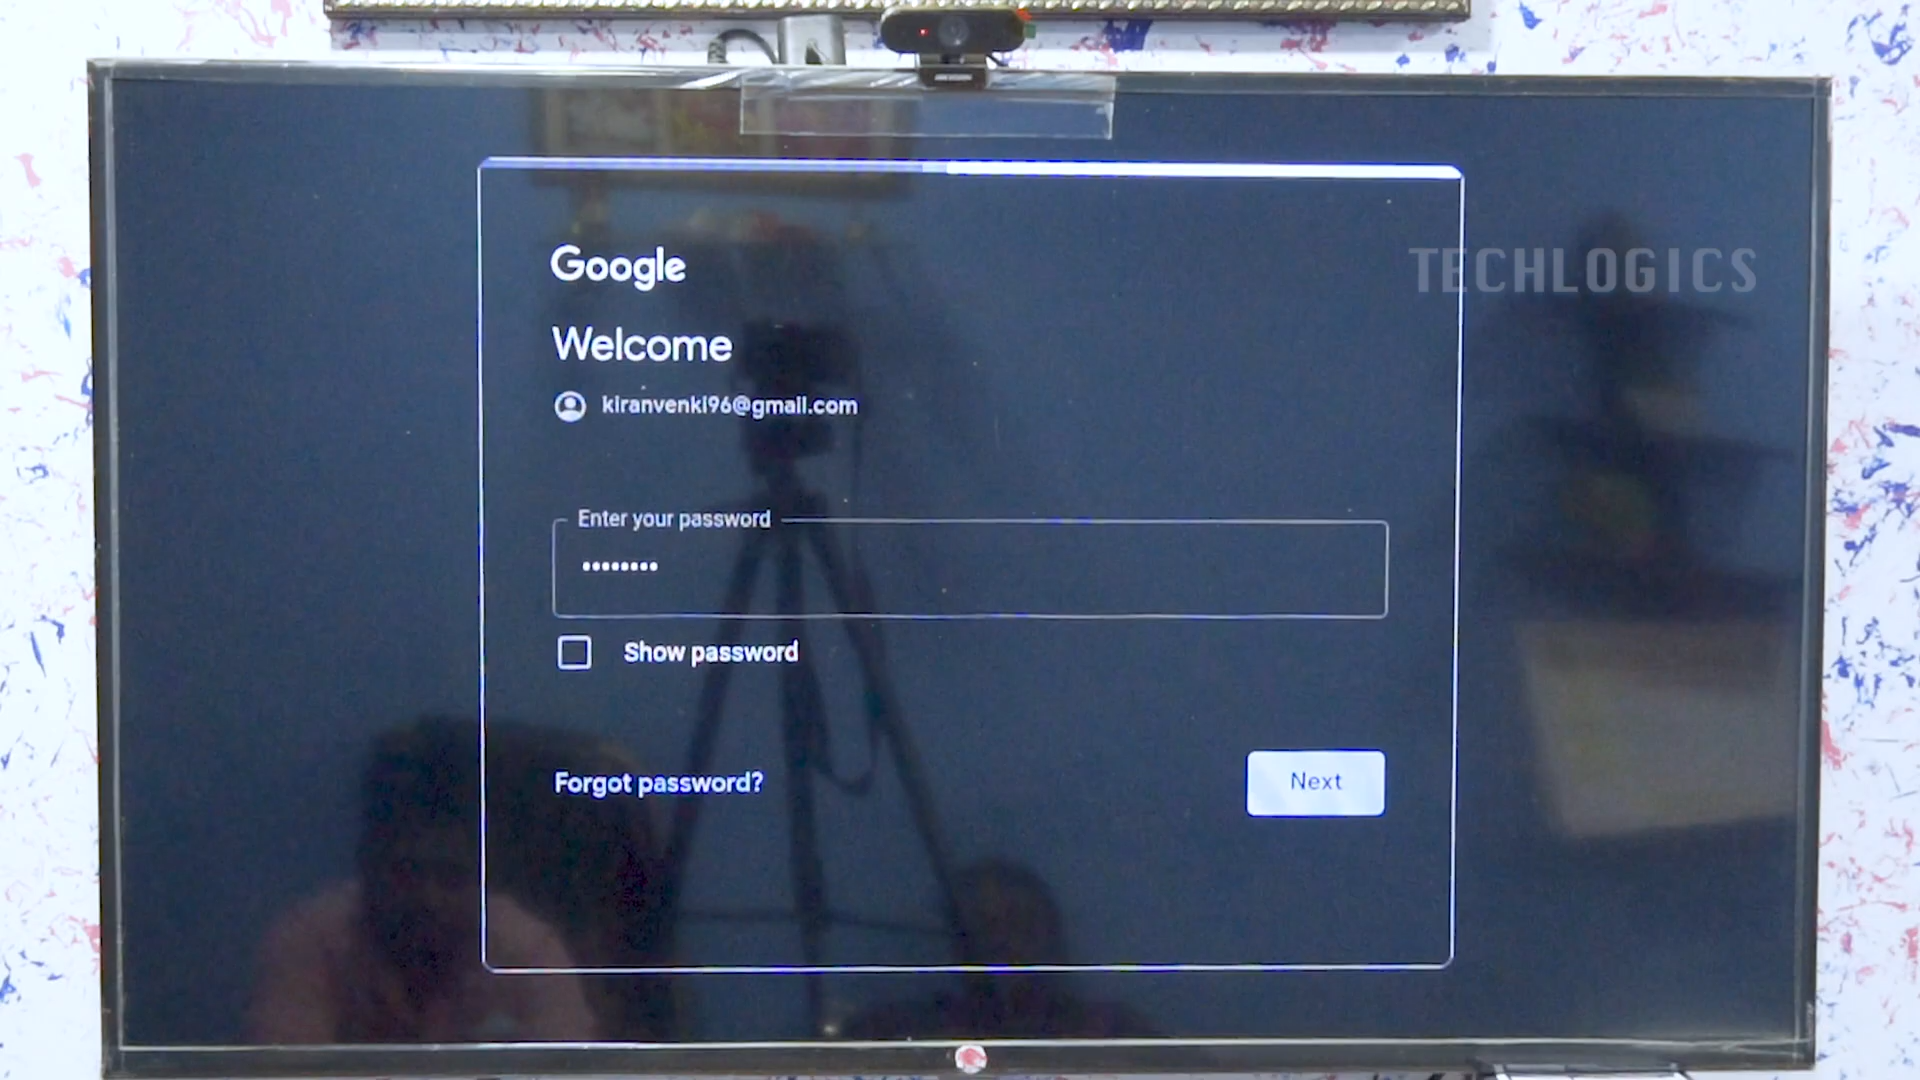 TECHLOGICS
Google
Welcome
kiranvenki96@gmail.com
Enter your password
••••••••
Show password
Forgot password?
Next